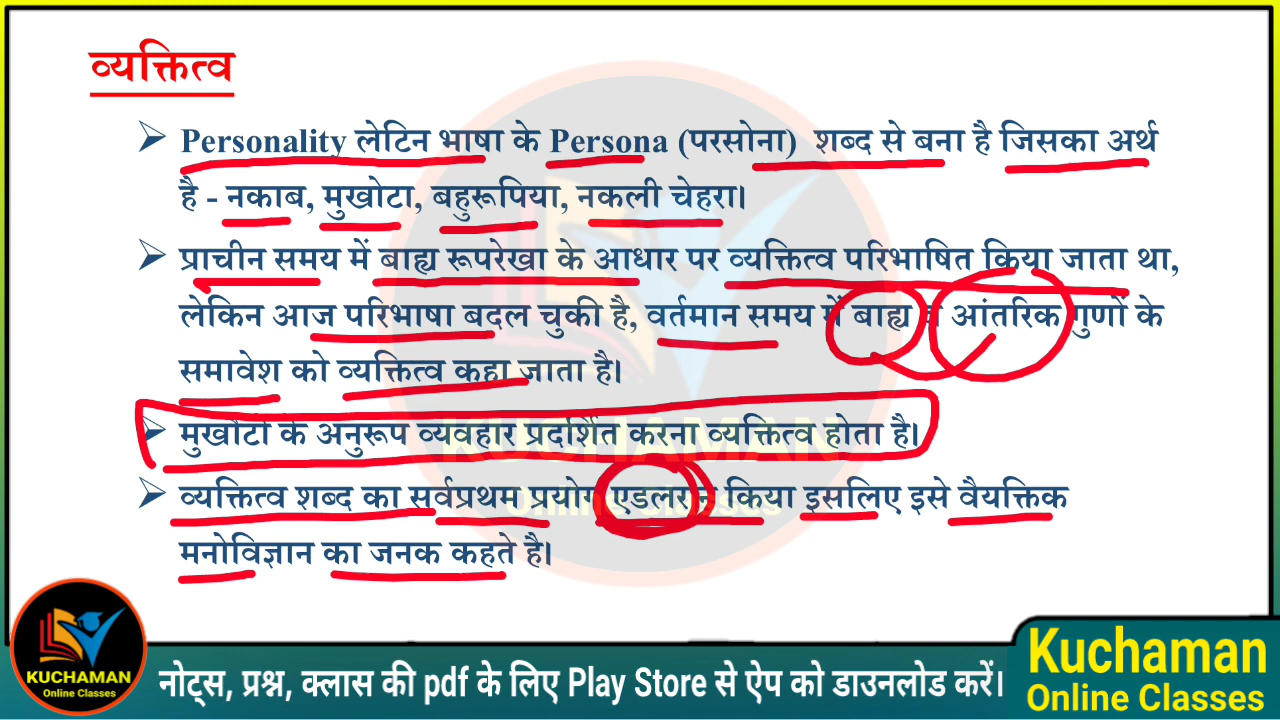 व्यक्तित्व
Personality लेटिन भाषा के Persona (परसोना) शब्द से बना है जिसका अर्थ
है - नकाब, मुखोटा, बहुरूपिया, नकली चेहरा।
प्राचीन समय में बाह्य रूपरेखा के आधार पर व्यक्तित्व परिभाषित किया जाता था,
लेकिन आज परिभाषा बदल चुकी है, वर्तमान समय में बाह्य व आंतरिक गुणों के
समावेश को व्यक्तित्व कहा जाता है।
मुखोटों के अनुरूप व्यवहार प्रदर्शित करना व्यक्तित्व होता है।
व्यक्तित्व शब्द का सर्वप्रथम प्रयोग एडलर ने किया इसलिए इसे वैयक्तिक
मनोविज्ञान का जनक कहते है।
KUCHAMAN
Online Classes
KUCHAMAN
Online Classes
नोट्स, प्रश्न, क्लास की pdf के लिए Play Store से ऐप को डाउनलोड करें।
Kuchaman
Online Classes